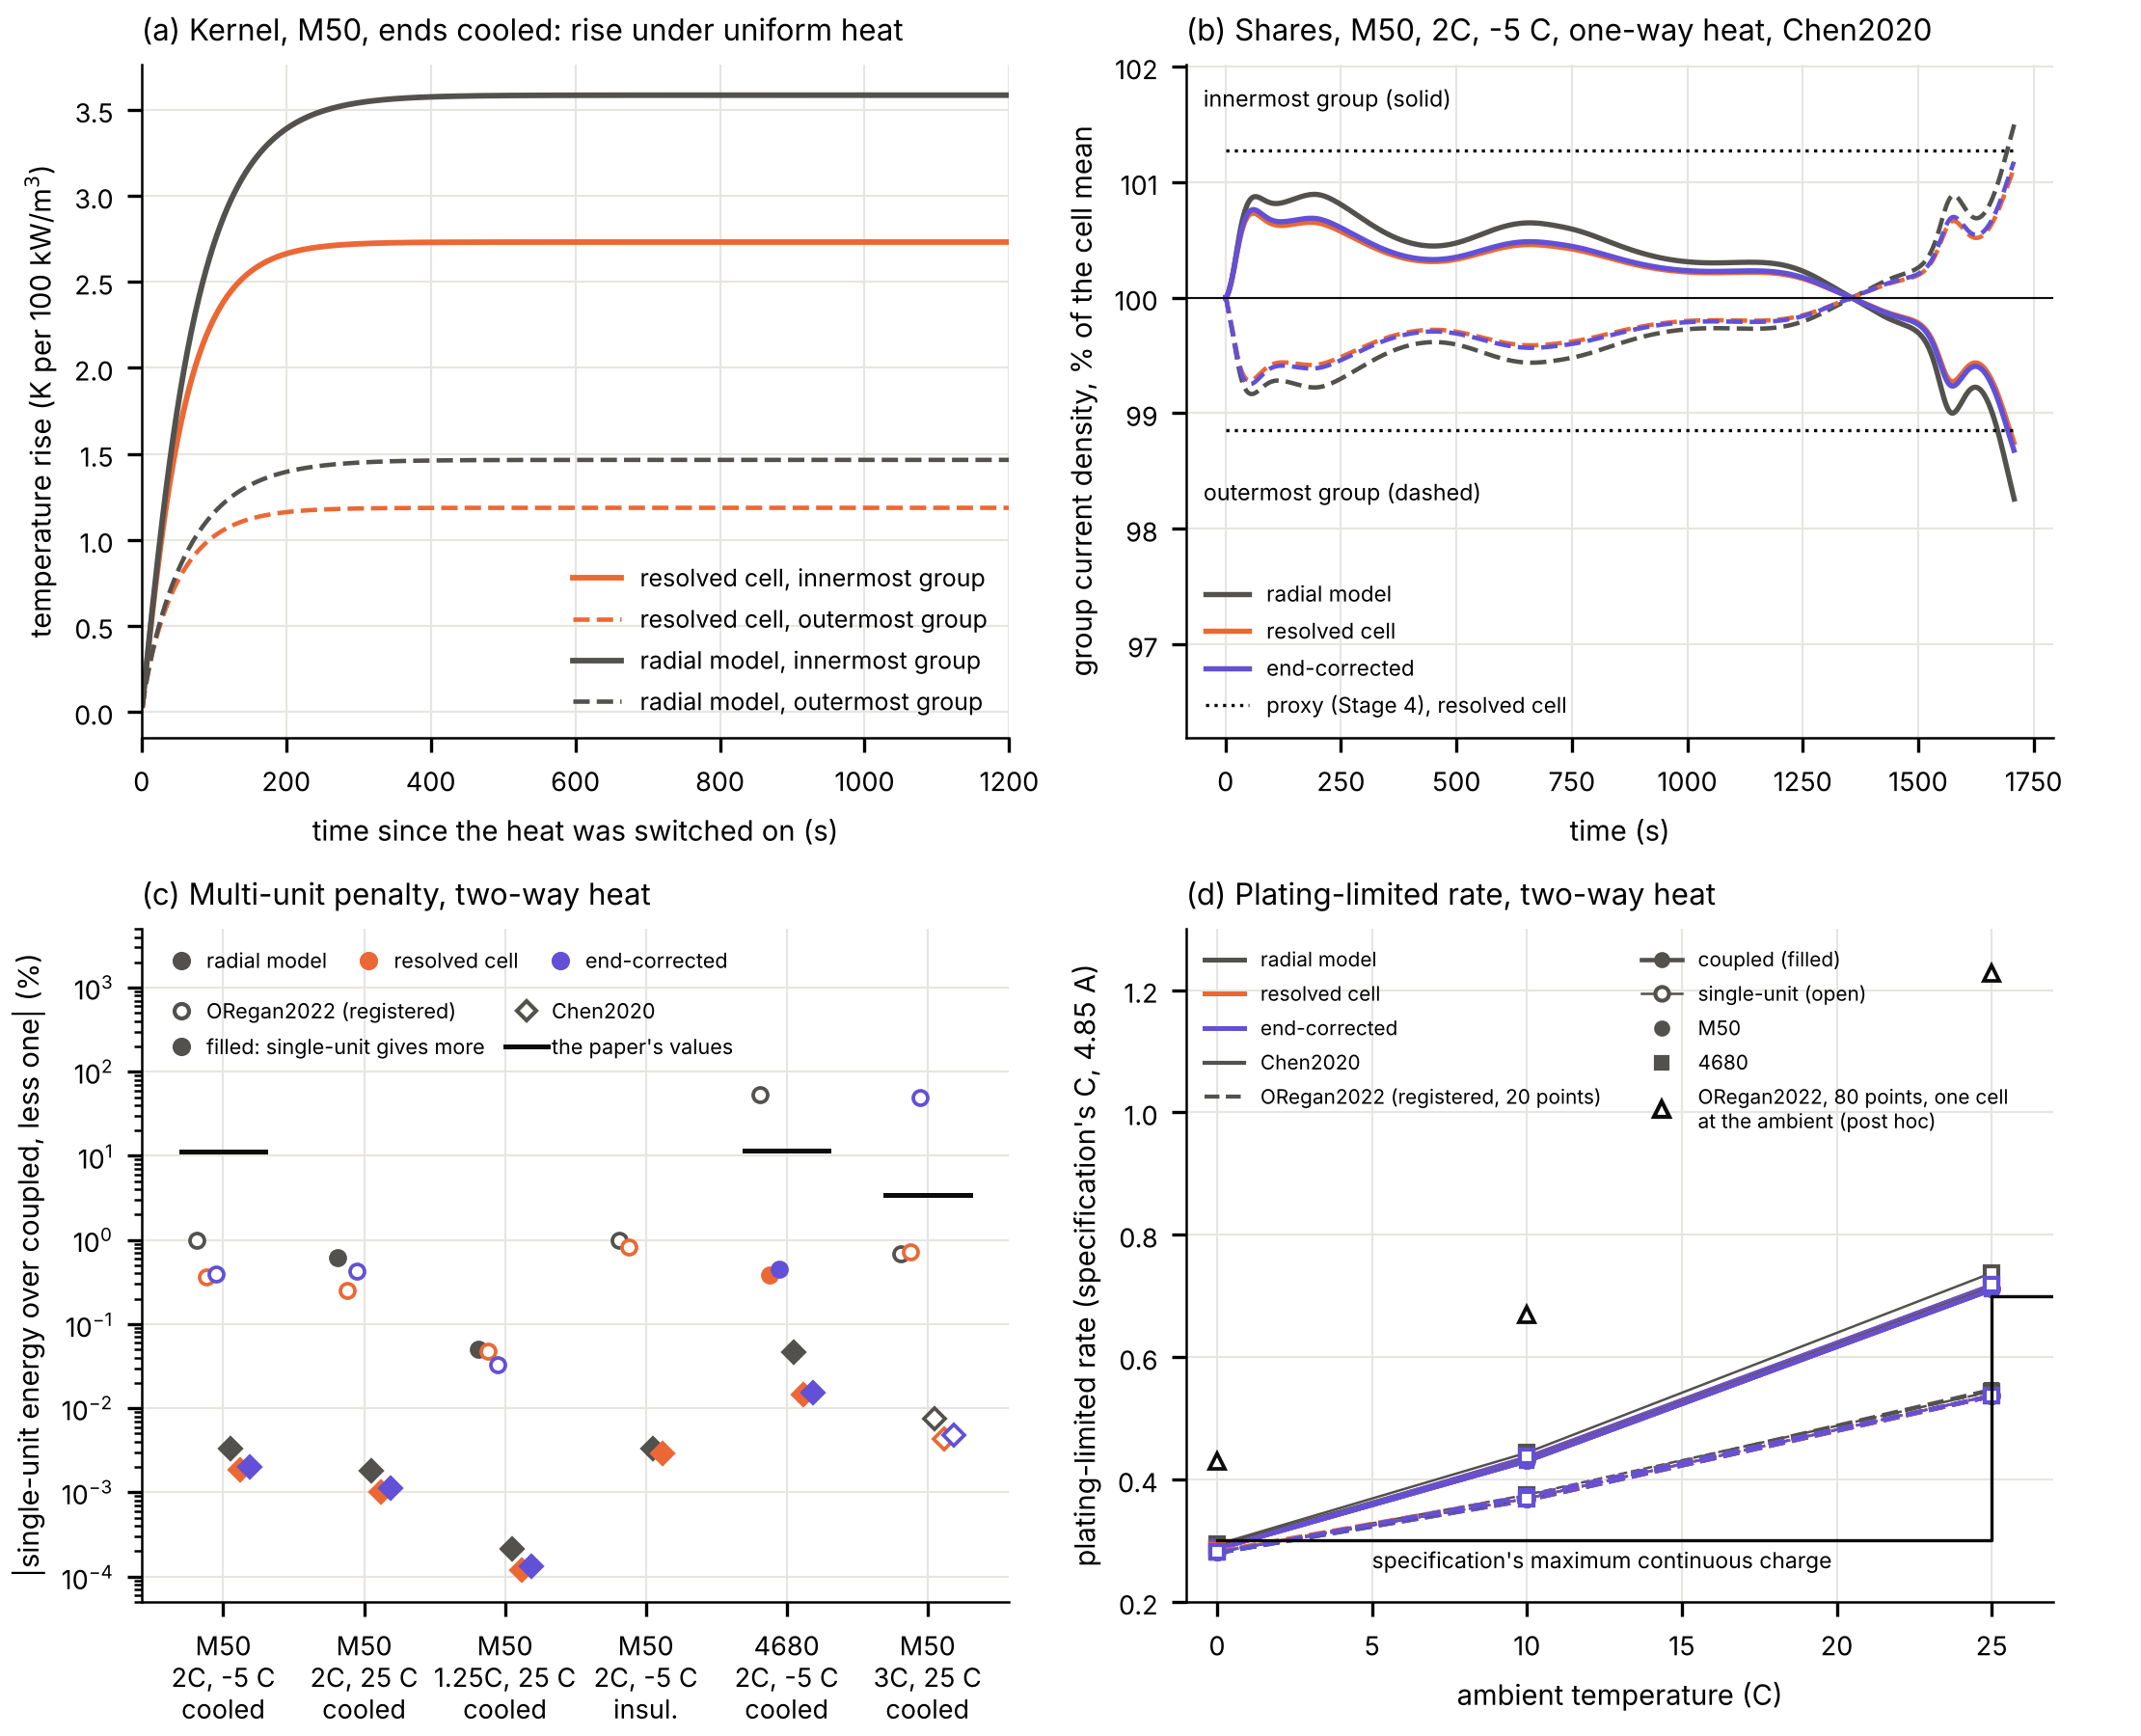 (a) Kernel, M50, ends cooled: rise under uniform heat
temperature rise (K per 100 kW/m³)
3.5
3.0
2.5
2.0
1.5
1.0
0.5
0.0
resolved cell, innermost group
resolved cell, outermost group
radial model, innermost group
radial model, outermost group
0 200 400 600 800 1000 1200
time since the heat was switched on (s)
(b) Shares, M50, 2C, -5 C, one-way heat, Chen2020
group current density, % of the cell mean
102
101
100
99
98
97
innermost group (solid)
outermost group (dashed)
radial model
resolved cell
end-corrected
proxy (Stage 4), resolved cell
0 250 500 750 1000 1250 1500 1750
time (s)
(c) Multi-unit penalty, two-way heat
|single-unit energy over coupled, less one| (%)
10³
10²
10¹
10⁰
10⁻¹
10⁻²
10⁻³
10⁻⁴
radial model resolved cell end-corrected
ORegan2022 (registered) Chen2020
filled: single-unit gives more the paper's values
M50 M50 M50 M50 4680 M50
2C, -5 C 2C, 25 C 1.25C, 25 C 2C, -5 C 2C, -5 C 3C, 25 C
cooled cooled cooled insul. cooled cooled
(d) Plating-limited rate, two-way heat
plating-limited rate (specification's C, 4.85 A)
1.2
1.0
0.8
0.6
0.4
0.2
radial model
resolved cell
end-corrected
Chen2020
ORegan2022 (registered, 20 points)
coupled (filled)
single-unit (open)
M50
4680
ORegan2022, 80 points, one cell
at the ambient (post hoc)
specification's maximum continuous charge
0 5 10 15 20 25
ambient temperature (C)